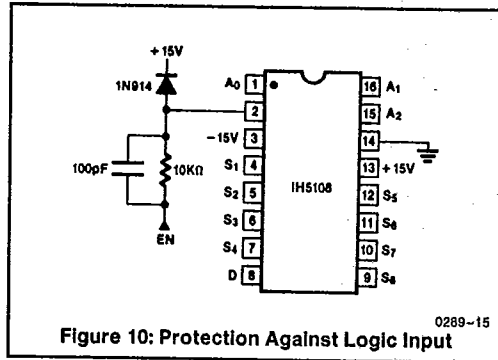 +15V
1N914
100pF
10KΩ
EN
A0 1
2
-15V 3
S1 4
S2 5
S3 6
S4 7
D 8
IH5108
16 A1
15 A2
14
13 +15V
12 S5
11 S6
10 S7
9 S8
0289-15
Figure 10: Protection Against Logic Input